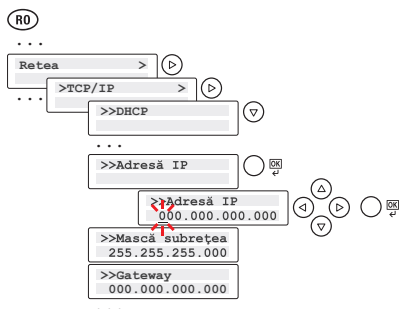 RO
...
Retea >
... >TCP/IP >
>>DHCP
...
>>Adresă IP
OK
>>Adresă IP
000.000.000.000
OK
>>Mască subreţea
255.255.255.000
>>Gateway
000.000.000.000
...